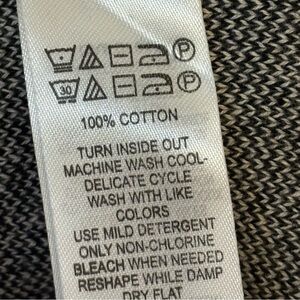 P
30 P
100% COTTON
TURN INSIDE OUT
MACHINE WASH COOL-
DELICATE CYCLE
WASH WITH LIKE
COLORS
USE MILD DETERGENT
ONLY NON-CHLORINE
BLEACH WHEN NEEDED
RESHAPE WHILE DAMP
DRY FLAT